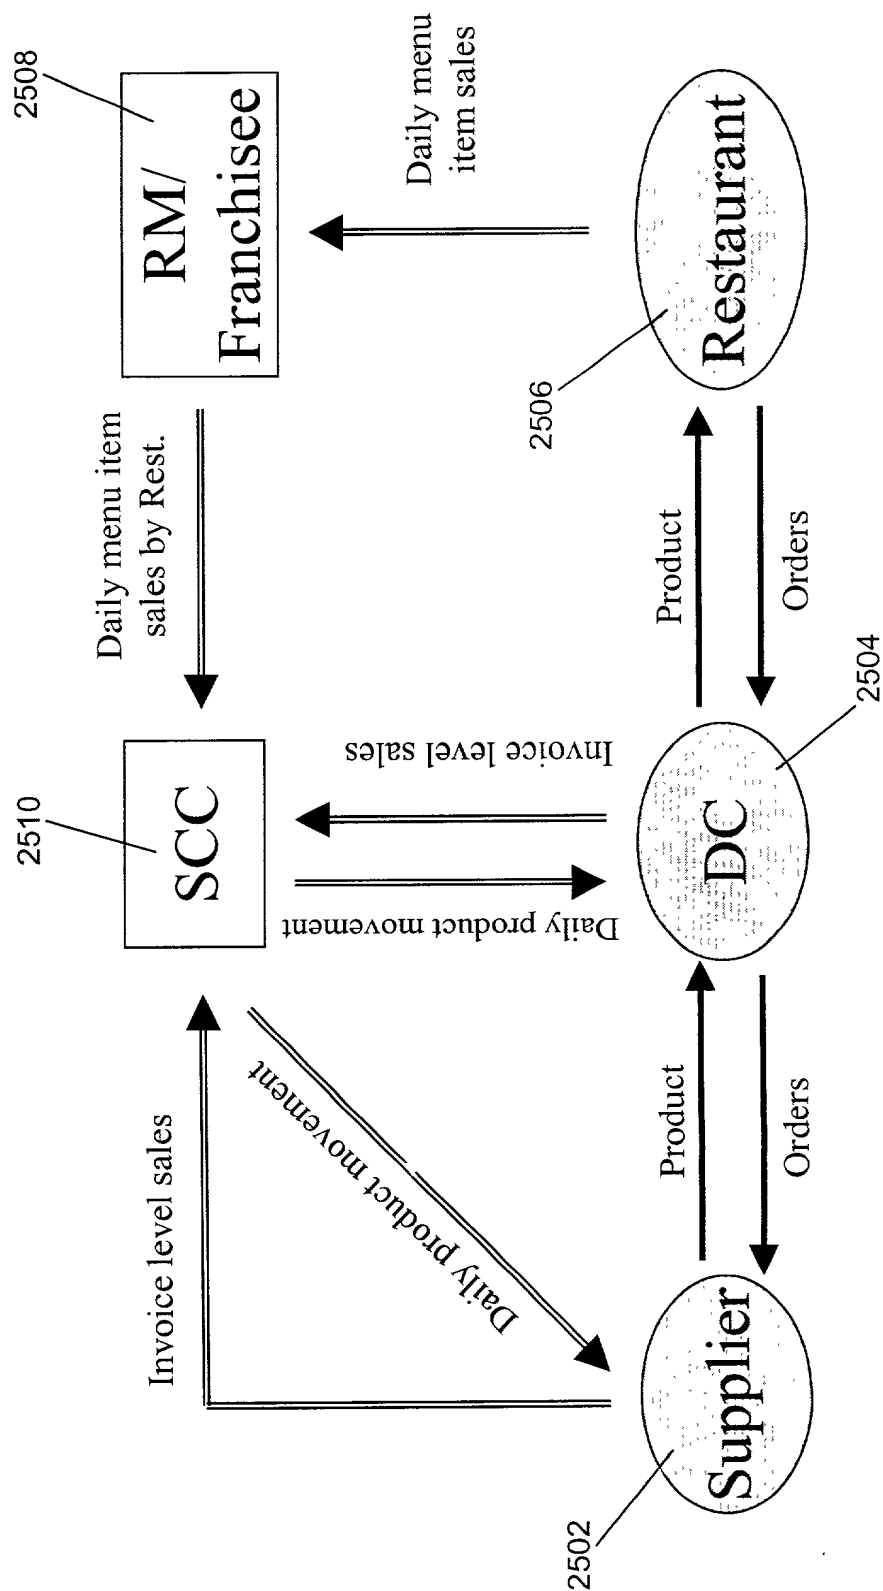 2510
2508
SCC
RM/
Franchisee
Daily menu item
sales by Rest.
Invoice level sales
Daily product movement
Daily product movement
Invoice level sales
Daily menu
item sales
2502
Supplier
Product
Orders
DC
2504
Product
Orders
2506
Restaurant